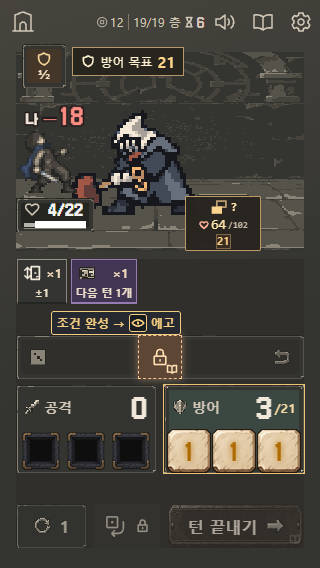 12 | 19/19 층 6
½
방어 목표 21
나 −18
4/22
?
64 /102
21
×1
±1
×1
다음 턴 1개
조건 완성 → 예고
공격 0
방어 3/21
1 1 1
1
턴 끝내기 →